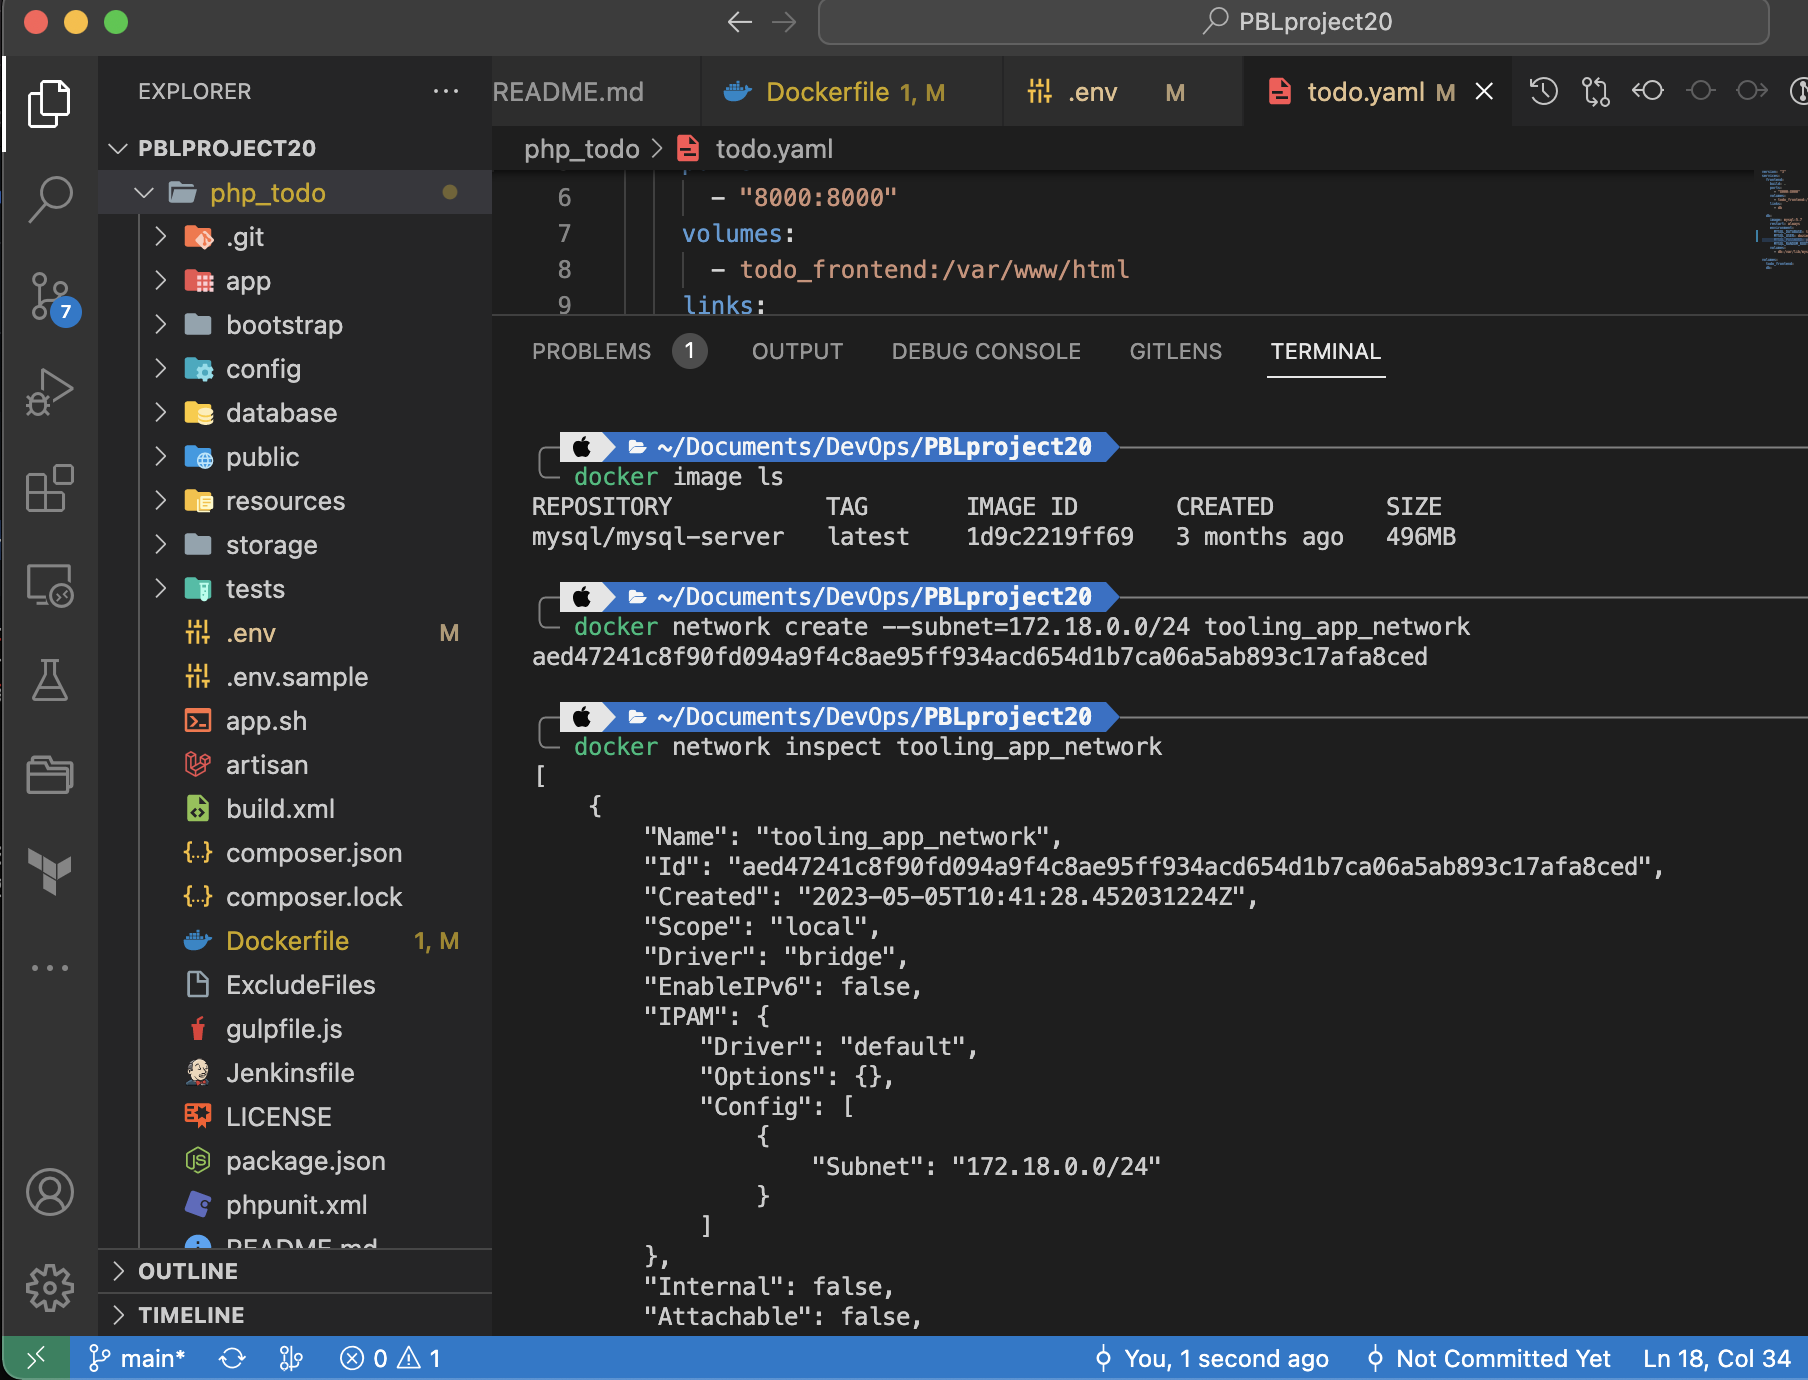 PBLproject20
EXPLORER
README.md
Dockerfile 1, M
.env M
todo.yaml M
PBLPROJECT20
php_todo > todo.yaml
php_todo
.git
app
bootstrap
config
database
public
resources
storage
tests
.env M
.env.sample
app.sh
artisan
build.xml
composer.json
composer.lock
Dockerfile 1, M
ExcludeFiles
gulpfile.js
Jenkinsfile
LICENSE
package.json
phpunit.xml
README.md
OUTLINE
TIMELINE
7
6 - "8000:8000"
7 volumes:
8 - todo_frontend:/var/www/html
9 links:
PROBLEMS 1 OUTPUT DEBUG CONSOLE GITLENS TERMINAL
~/Documents/DevOps/PBLproject20
docker image ls
REPOSITORY TAG IMAGE ID CREATED SIZE
mysql/mysql-server latest 1d9c2219ff69 3 months ago 496MB
~/Documents/DevOps/PBLproject20
docker network create --subnet=172.18.0.0/24 tooling_app_network
aed47241c8f90fd094a9f4c8ae95ff934acd654d1b7ca06a5ab893c17afa8ced
~/Documents/DevOps/PBLproject20
docker network inspect tooling_app_network
[
{
"Name": "tooling_app_network",
"Id": "aed47241c8f90fd094a9f4c8ae95ff934acd654d1b7ca06a5ab893c17afa8ced",
"Created": "2023-05-05T10:41:28.452031224Z",
"Scope": "local",
"Driver": "bridge",
"EnableIPv6": false,
"IPAM": {
"Driver": "default",
"Options": {},
"Config": [
{
"Subnet": "172.18.0.0/24"
}
]
},
"Internal": false,
"Attachable": false,
main* 0 1 You, 1 second ago Not Committed Yet Ln 18, Col 34